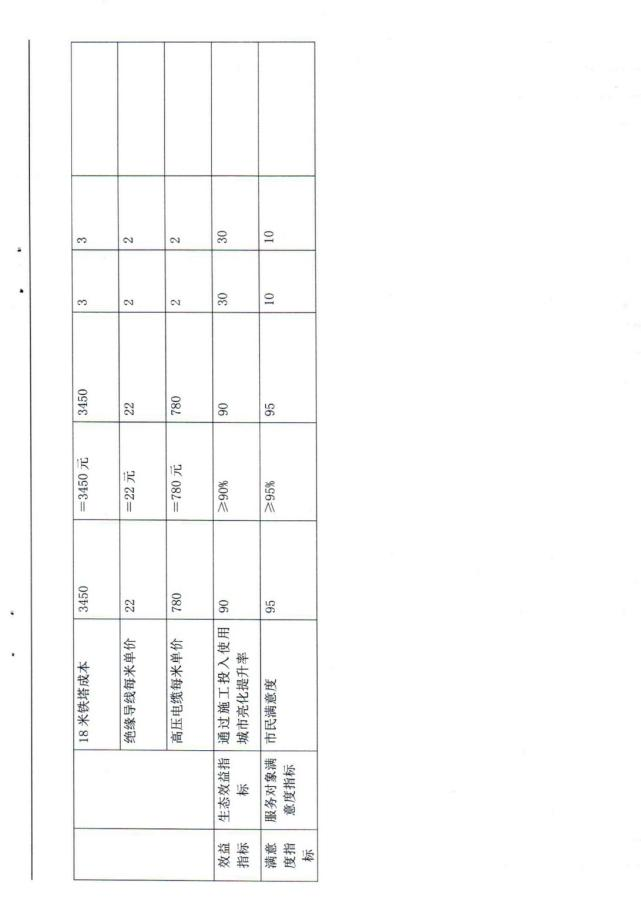 18 米铁塔成本 3450 =3450 元 3450 3 3
绝缘导线每米单价 22 =22 元 22 2 2
高压电缆每米单价 780 =780 元 780 2 2
效益
指标
生态效益指
标
通过施工投入使用
城市亮化提升率
90 ≥90% 90 30 30
满意
度指
标
服务对象满
意度指标
市民满意度 95 ≥95% 95 10 10